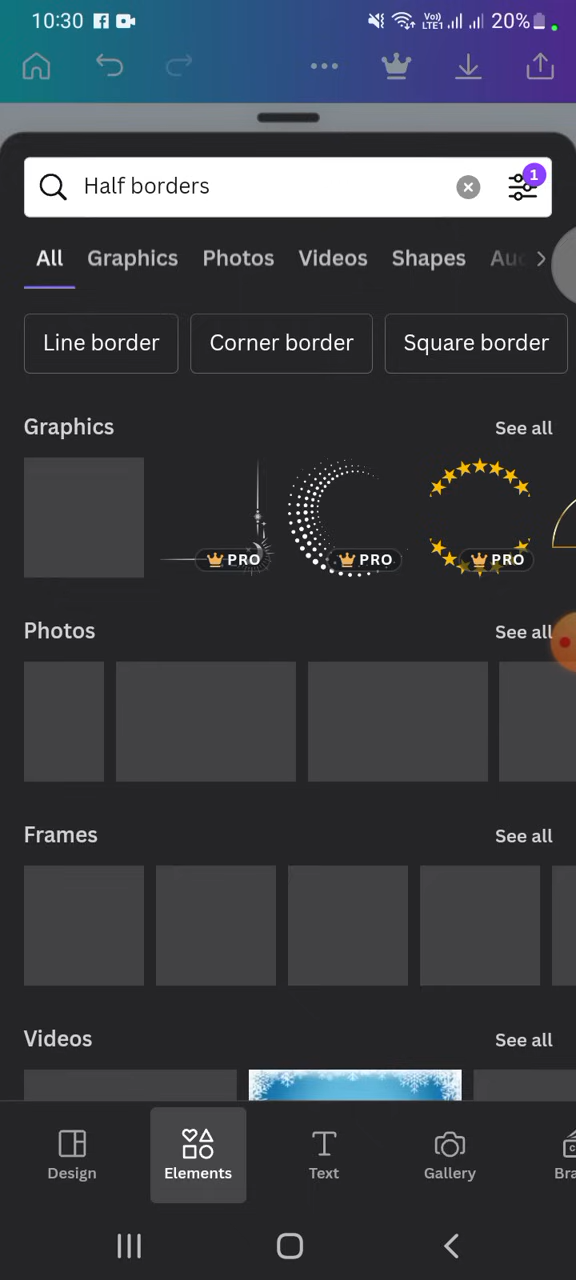 10:30 Vo) LTE1 20%
Half borders
1
All Graphics Photos Videos Shapes Au
Line border Corner border Square border
Graphics See all
PRO PRO PRO
Photos See all
Frames See all
Videos See all
Design Elements Text Gallery Bra